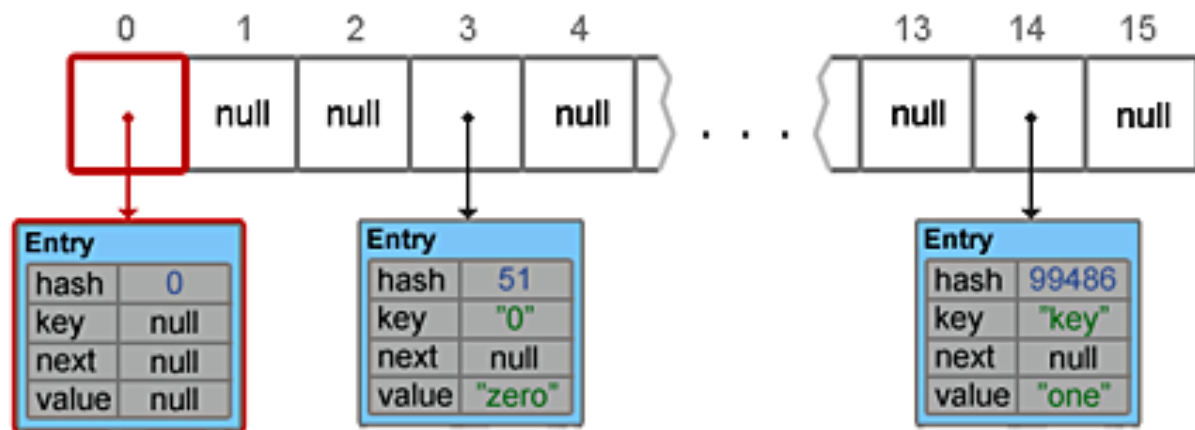 0 1 2 3 4 13 14 15
null null null . . . null null
Entry
hash 0
key null
next null
value null
Entry
hash 51
key "0"
next null
value "zero"
Entry
hash 99486
key "key"
next null
value "one"